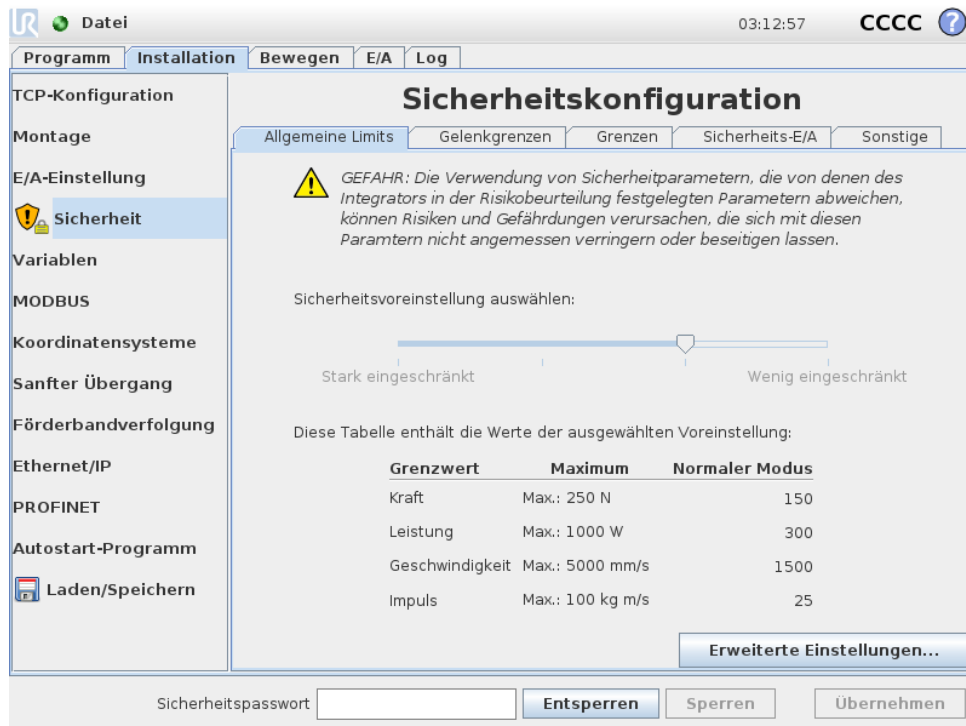 UR Datei 03:12:57 CCCC ?
Programm Installation Bewegen E/A Log
TCP-Konfiguration
Montage
E/A-Einstellung
Sicherheit
Variablen
MODBUS
Koordinatensysteme
Sanfter Übergang
Förderbandverfolgung
Ethernet/IP
PROFINET
Autostart-Programm
Laden/Speichern
Sicherheitskonfiguration
Allgemeine Limits Gelenkgrenzen Grenzen Sicherheits-E/A Sonstige
GEFAHR: Die Verwendung von Sicherheitparametern, die von denen des
Integrators in der Risikobeurteilung festgelegten Parametern abweichen,
können Risiken und Gefährdungen verursachen, die sich mit diesen
Paramtern nicht angemessen verringern oder beseitigen lassen.
Sicherheitsvoreinstellung auswählen:
Stark eingeschränkt Wenig eingeschränkt
Diese Tabelle enthält die Werte der ausgewählten Voreinstellung:
Grenzwert Maximum Normaler Modus
Kraft Max.: 250 N 150
Leistung Max.: 1000 W 300
Geschwindigkeit Max.: 5000 mm/s 1500
Impuls Max.: 100 kg m/s 25
Erweiterte Einstellungen...
Sicherheitspasswort Entsperren Sperren Übernehmen